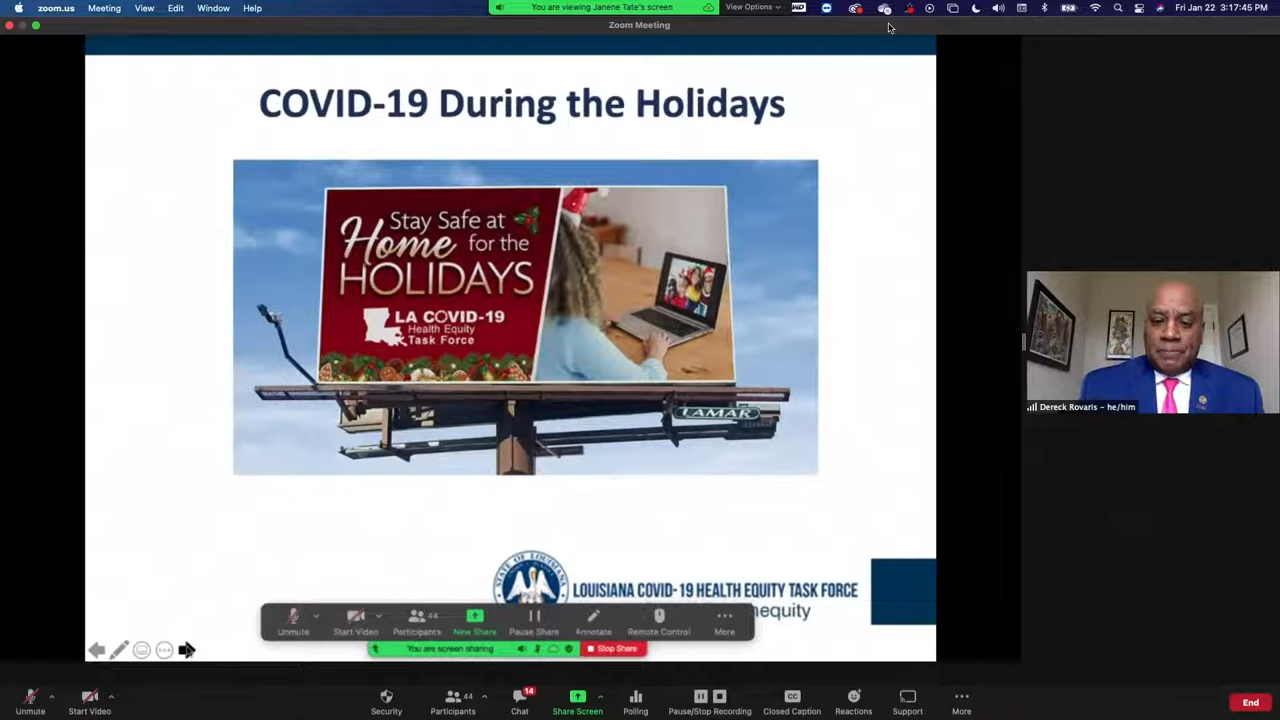 zoom.us Meeting View Edit Window Help
You are viewing Janene Tate's screen
View Options
Fri Jan 22 3:17:45 PM
Zoom Meeting
COVID-19 During the Holidays
Stay Safe at
Home for the
HOLIDAYS
LA COVID-19
Health Equity
Task Force
LAMAR
Dereck Rovaris – he/him
STATE OF LOUISIANA
LOUISIANA COVID-19 HEALTH EQUITY TASK FORCE
44
Unmute Start Video Participants New Share Pause Share Annotate Remote Control More
You are screen sharing
Stop Share
44 14
Unmute Start Video Security Participants Chat Share Screen Polling Pause/Stop Recording Closed Caption Reactions Support More
End